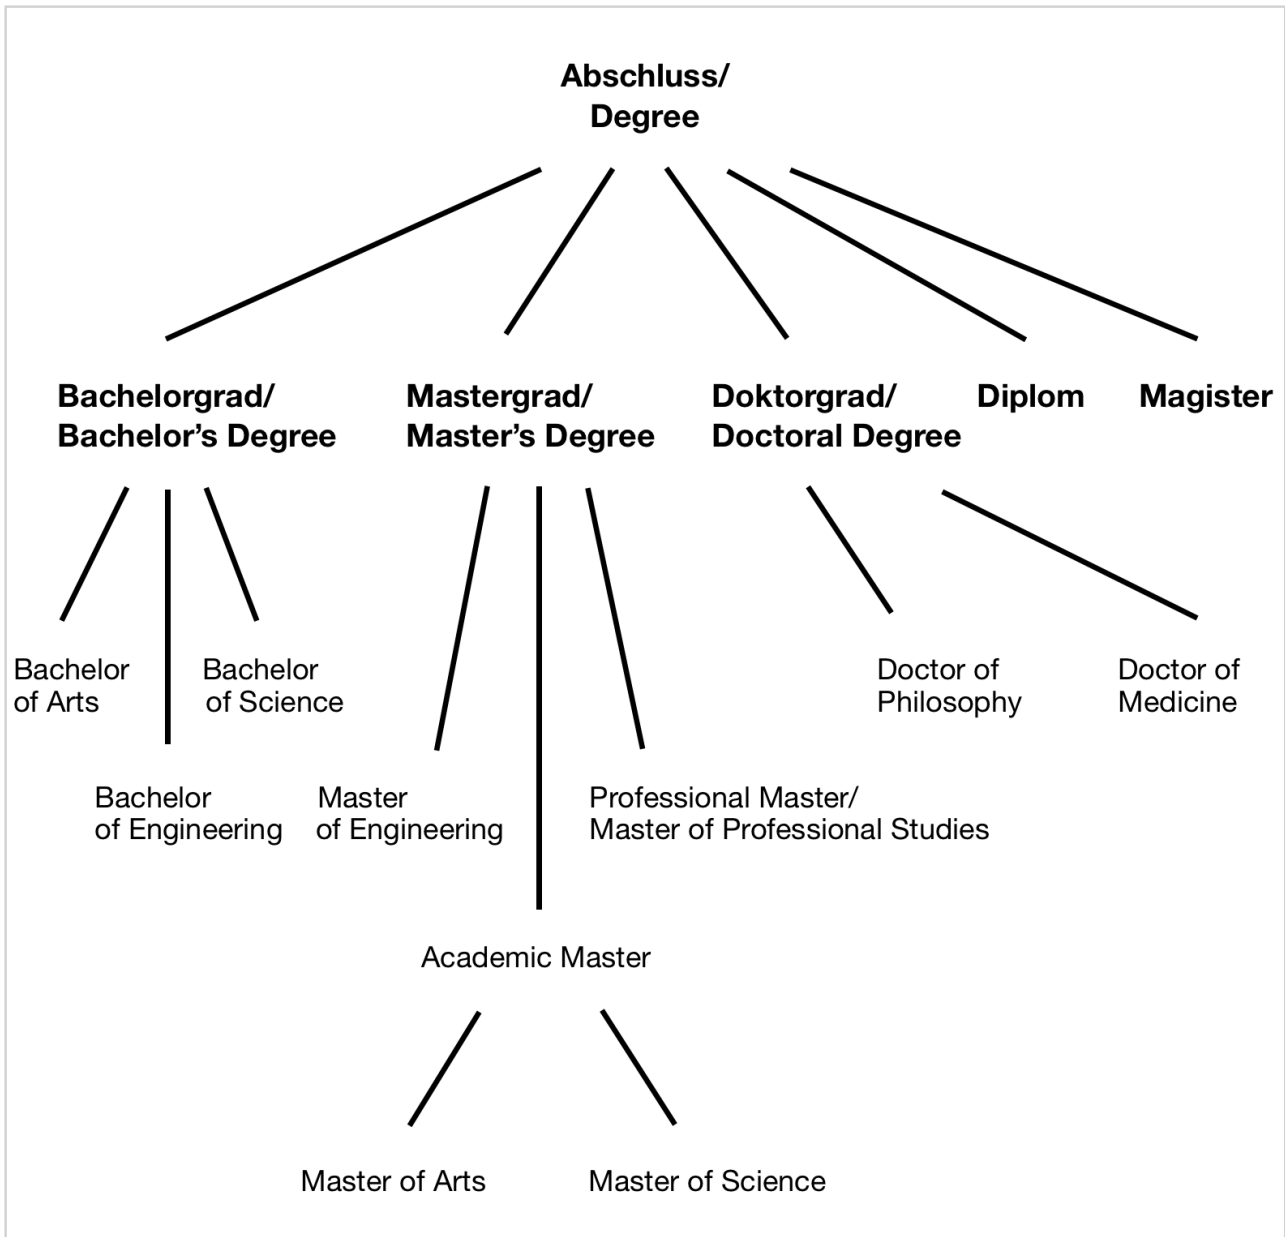 Abschluss/
Degree
Bachelorgrad/
Bachelor's Degree
Mastergrad/
Master's Degree
Doktorgrad/
Doctoral Degree
Diplom
Magister
Bachelor
of Arts
Bachelor
of Science
Doctor of
Philosophy
Doctor of
Medicine
Bachelor
of Engineering
Master
of Engineering
Professional Master/
Master of Professional Studies
Academic Master
Master of Arts
Master of Science